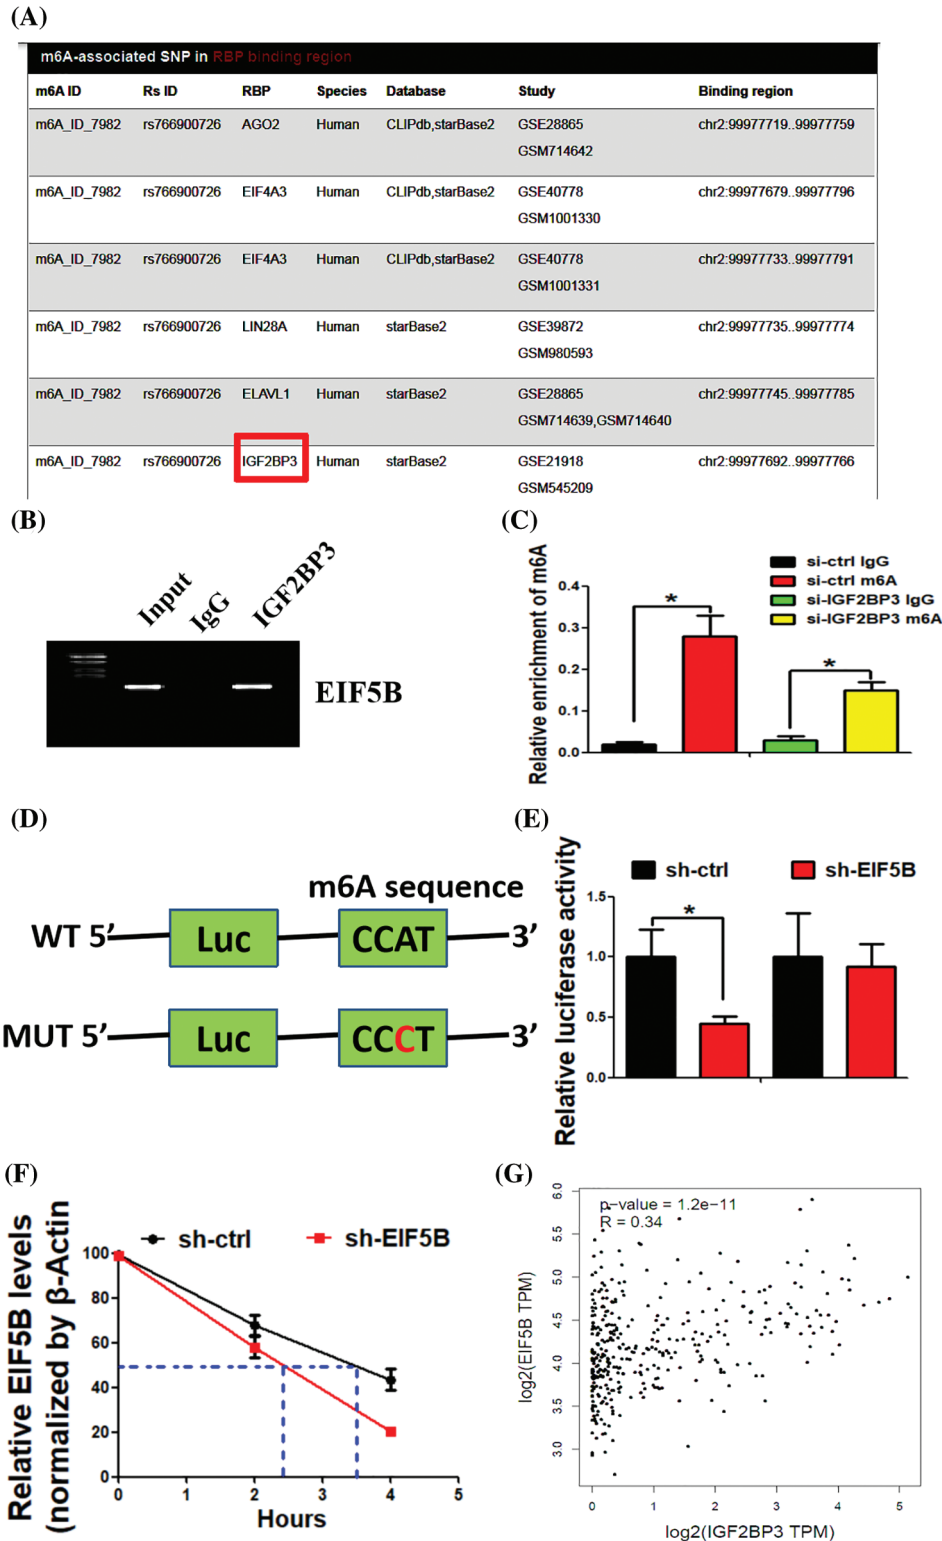 (A)
m6A-associated SNP in RBP binding region
m6A ID Rs ID RBP Species Database Study Binding region
m6A_ID_7982 rs766900726 AGO2 Human CLIPdb,starBase2 GSE28865 chr2:99977719..99977759
GSM714642
m6A_ID_7982 rs766900726 EIF4A3 Human CLIPdb,starBase2 GSE40778 chr2:99977679..99977796
GSM1001330
m6A_ID_7982 rs766900726 EIF4A3 Human CLIPdb,starBase2 GSE40778 chr2:99977733..99977791
GSM1001331
m6A_ID_7982 rs766900726 LIN28A Human starBase2 GSE39872 chr2:99977735..99977774
GSM980593
m6A_ID_7982 rs766900726 ELAVL1 Human starBase2 GSE28865 chr2:99977745..99977785
GSM714639,GSM714640
m6A_ID_7982 rs766900726 IGF2BP3 Human starBase2 GSE21918 chr2:99977692..99977766
GSM545209
(B)
Input IgG IGF2BP3
EIF5B
(C)
Relative enrichment of m6A
si-ctrl IgG
si-ctrl m6A
si-IGF2BP3 IgG
si-IGF2BP3 m6A
0.4
0.3
0.2
0.1
0.0
*
*
(D)
m6A sequence
WT 5’ Luc CCAT 3’
MUT 5’ Luc CCCT 3’
(E)
Relative luciferase activity
sh-ctrl sh-EIF5B
1.5
1.0
0.5
0.0
*
(F)
Relative EIF5B levels
(normalized by β-Actin
sh-ctrl sh-EIF5B
100
80
60
40
20
0
0 1 2 3 4 5
Hours
(G)
p−value = 1.2e−11
R = 0.34
log2(EIF5B TPM)
6.0
5.5
5.0
4.5
4.0
3.5
3.0
0 1 2 3 4 5
log2(IGF2BP3 TPM)